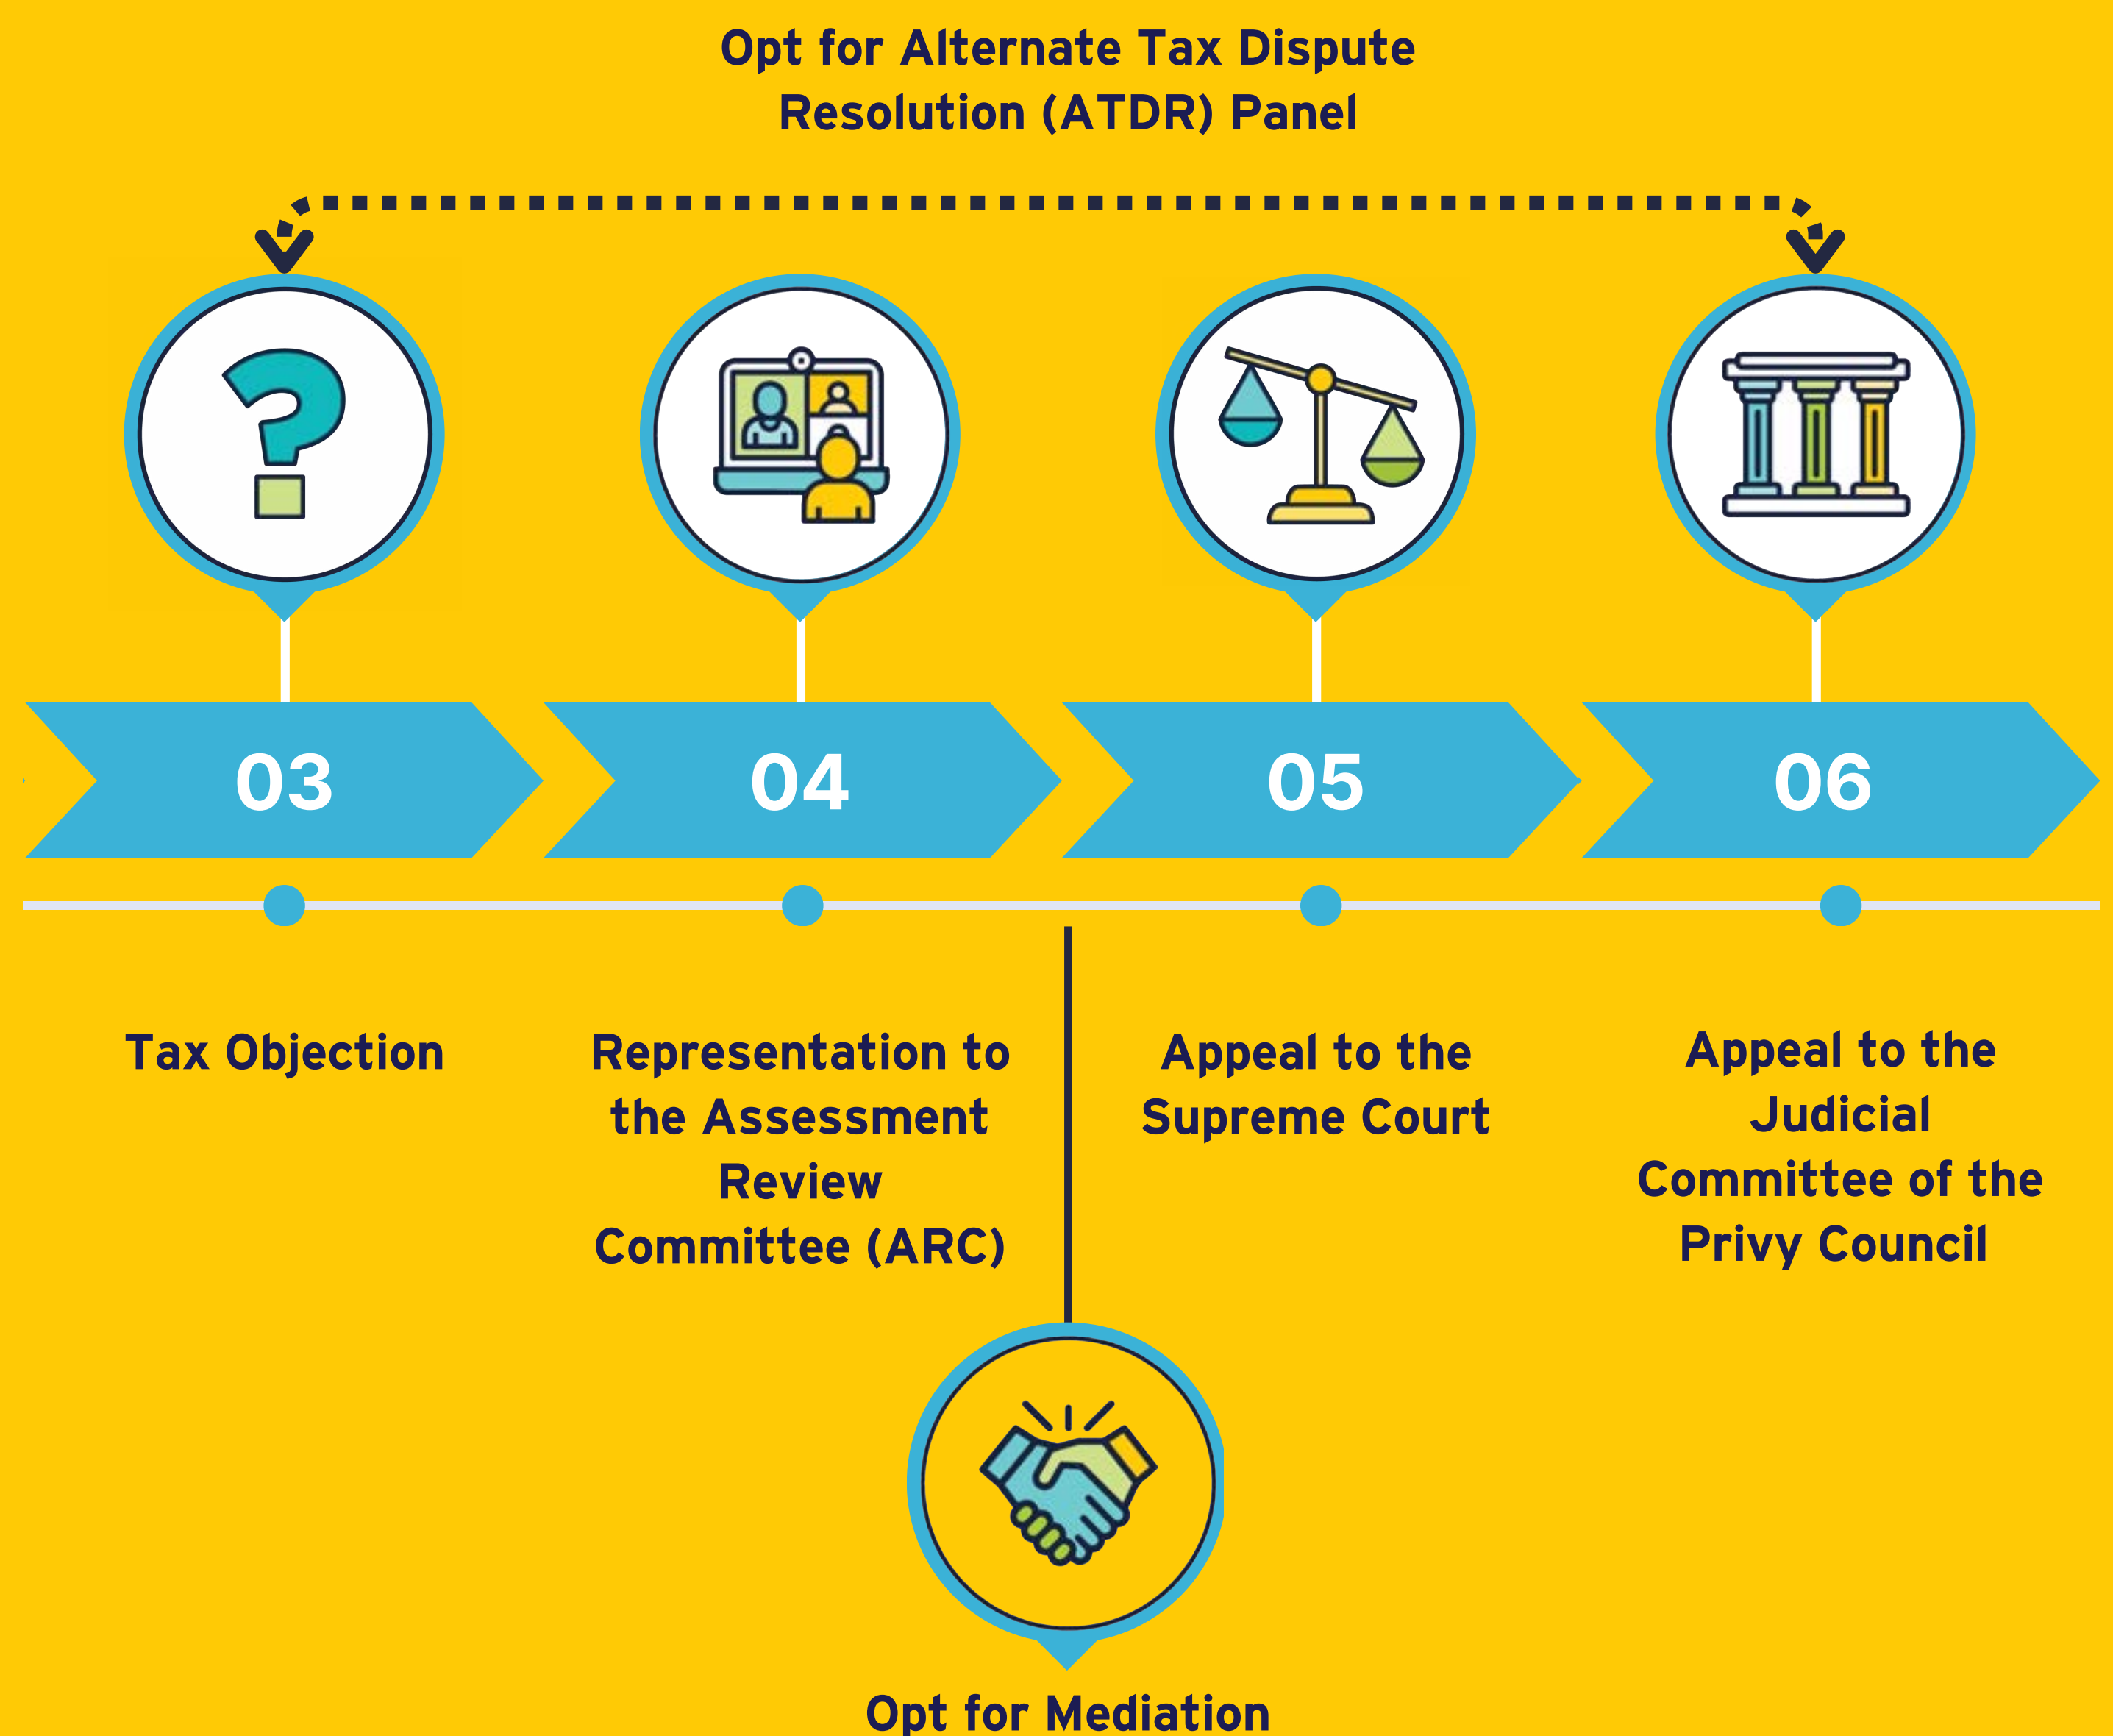 Opt for Alternate Tax Dispute
Resolution (ATDR) Panel
03
04
05
06
Tax Objection
Representation to
the Assessment
Review
Committee (ARC)
Appeal to the
Supreme Court
Appeal to the
Judicial
Committee of the
Privy Council
Opt for Mediation